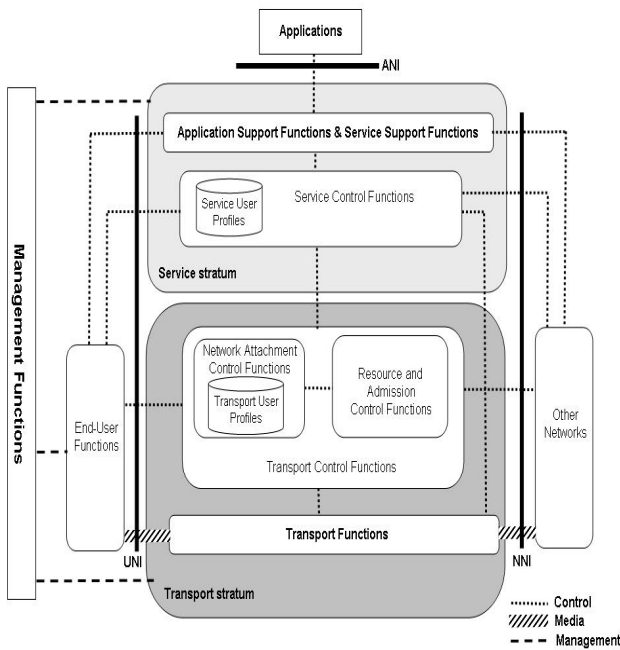 Applications
ANI
Application Support Functions & Service Support Functions
Service User
Profiles
Service Control Functions
Service stratum
Management Functions
Network Attachment
Control Functions
Transport User
Profiles
Resource and
Admission
Control Functions
Transport Control Functions
End-User
Functions
Other
Networks
Transport Functions
UNI
NNI
Transport stratum
Control
Media
Management